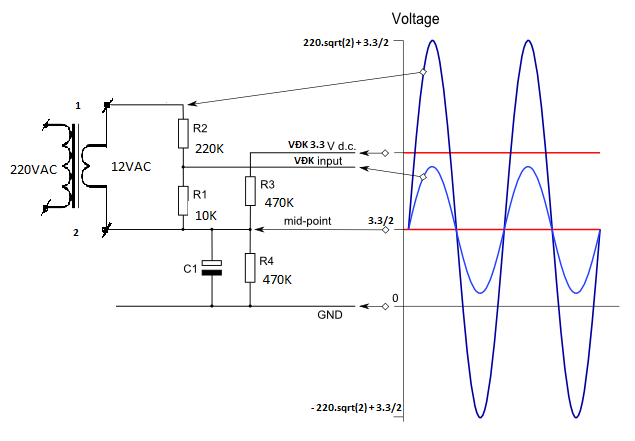 Voltage
220.sqrt(2)+3.3/2
1
R2
220K
VĐK 3.3 V d.c.
VĐK input
220VAC
12VAC
R1
10K
R3
470K
mid-point
3.3/2
2
C1
R4
470K
0
GND
-220.sqrt(2)+3.3/2